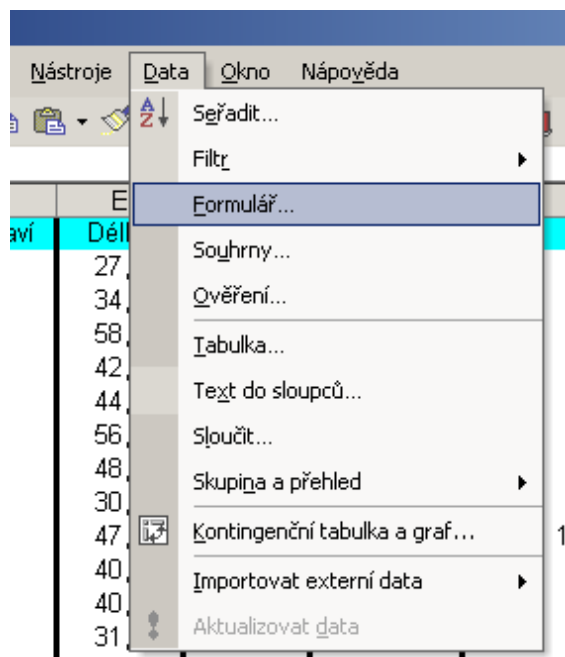 Nástroje Data Okno Nápověda
Seřadit...
Filtr
E
Formulář...
aví Dél
Souhrny...
27,
Ověření...
34,
58,
Tabulka...
42,
Text do sloupců...
44,
56,
Sloučit...
48,
Skupina a přehled
30,
47, Kontingenční tabulka a graf... 1
40,
Importovat externí data
40,
Aktualizovat data
31,